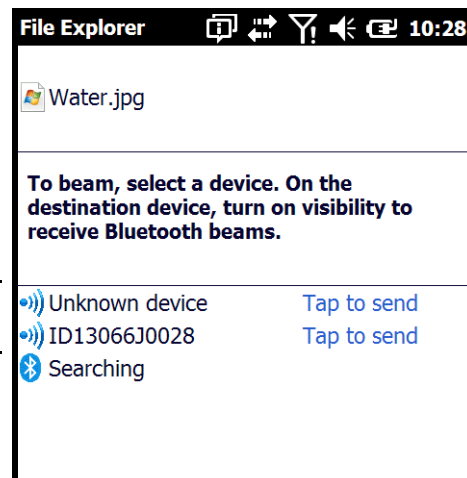 File Explorer 10:28
Water.jpg
To beam, select a device. On the
destination device, turn on visibility to
receive Bluetooth beams.
Unknown device Tap to send
ID13066J0028 Tap to send
Searching